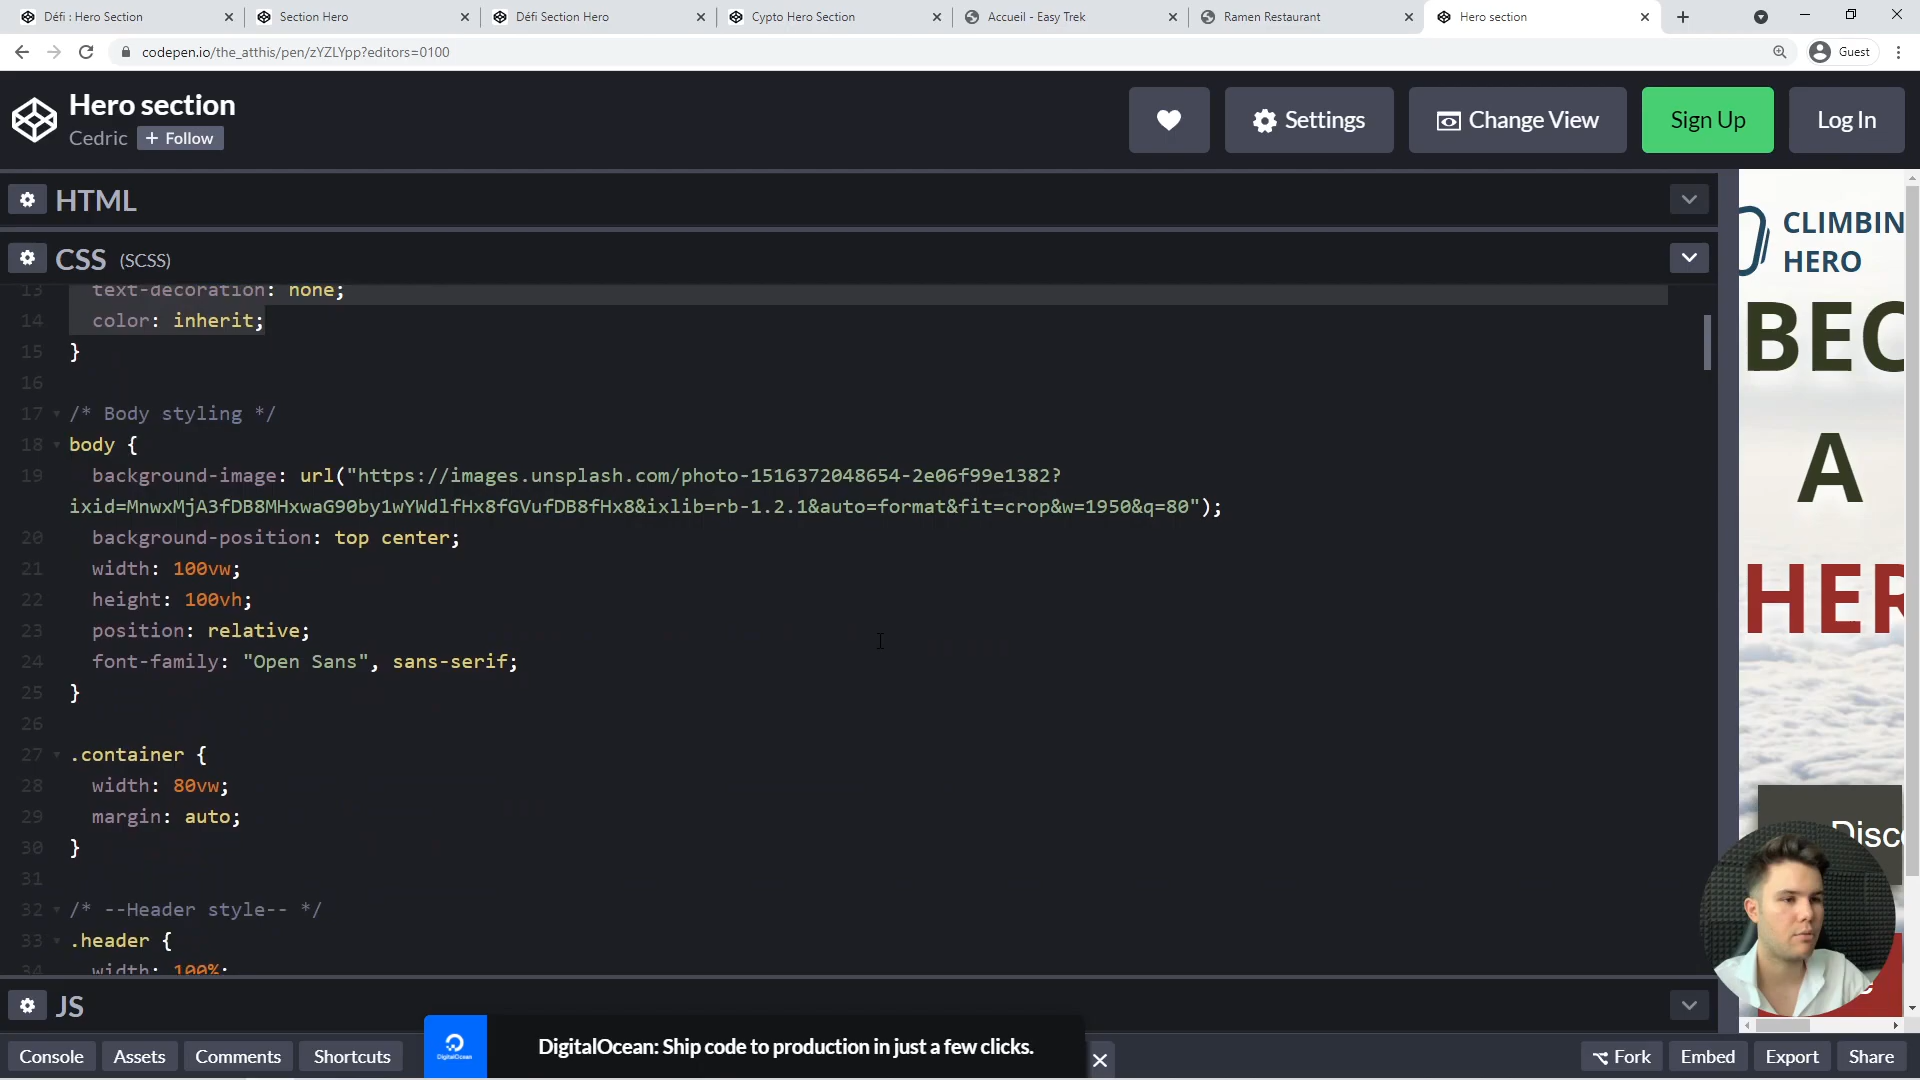 Défi : Hero Section
Section Hero
Défi Section Hero
Cypto Hero Section
Accueil - Easy Trek
Ramen Restaurant
Hero section
codepen.io/the_atthis/pen/zYZLYpp?editors=0100
Guest
Hero section
Cedric + Follow
Settings
Change View
Sign Up
Log In
HTML
CSS (SCSS)
13 text-decoration: none;
14 color: inherit;
15 }
16
17 /* Body styling */
18 body {
19 background-image: url("https://images.unsplash.com/photo-1516372048654-2e06f99e1382?
ixid=MnwxMjA3fDB8MHxwaG90by1wYWdlfHx8fGVufDB8fHx8&ixlib=rb-1.2.1&auto=format&fit=crop&w=1950&q=80");
20 background-position: top center;
21 width: 100vw;
22 height: 100vh;
23 position: relative;
24 font-family: "Open Sans", sans-serif;
25 }
26
27 .container {
28 width: 80vw;
29 margin: auto;
30 }
31
32 /* --Header style-- */
33 .header {
34 width: 100%;
CLIMBIN
HERO
BEC
A
HER
Disco
JS
DigitalOcean
DigitalOcean: Ship code to production in just a few clicks.
Console
Assets
Comments
Shortcuts
Fork
Embed
Export
Share